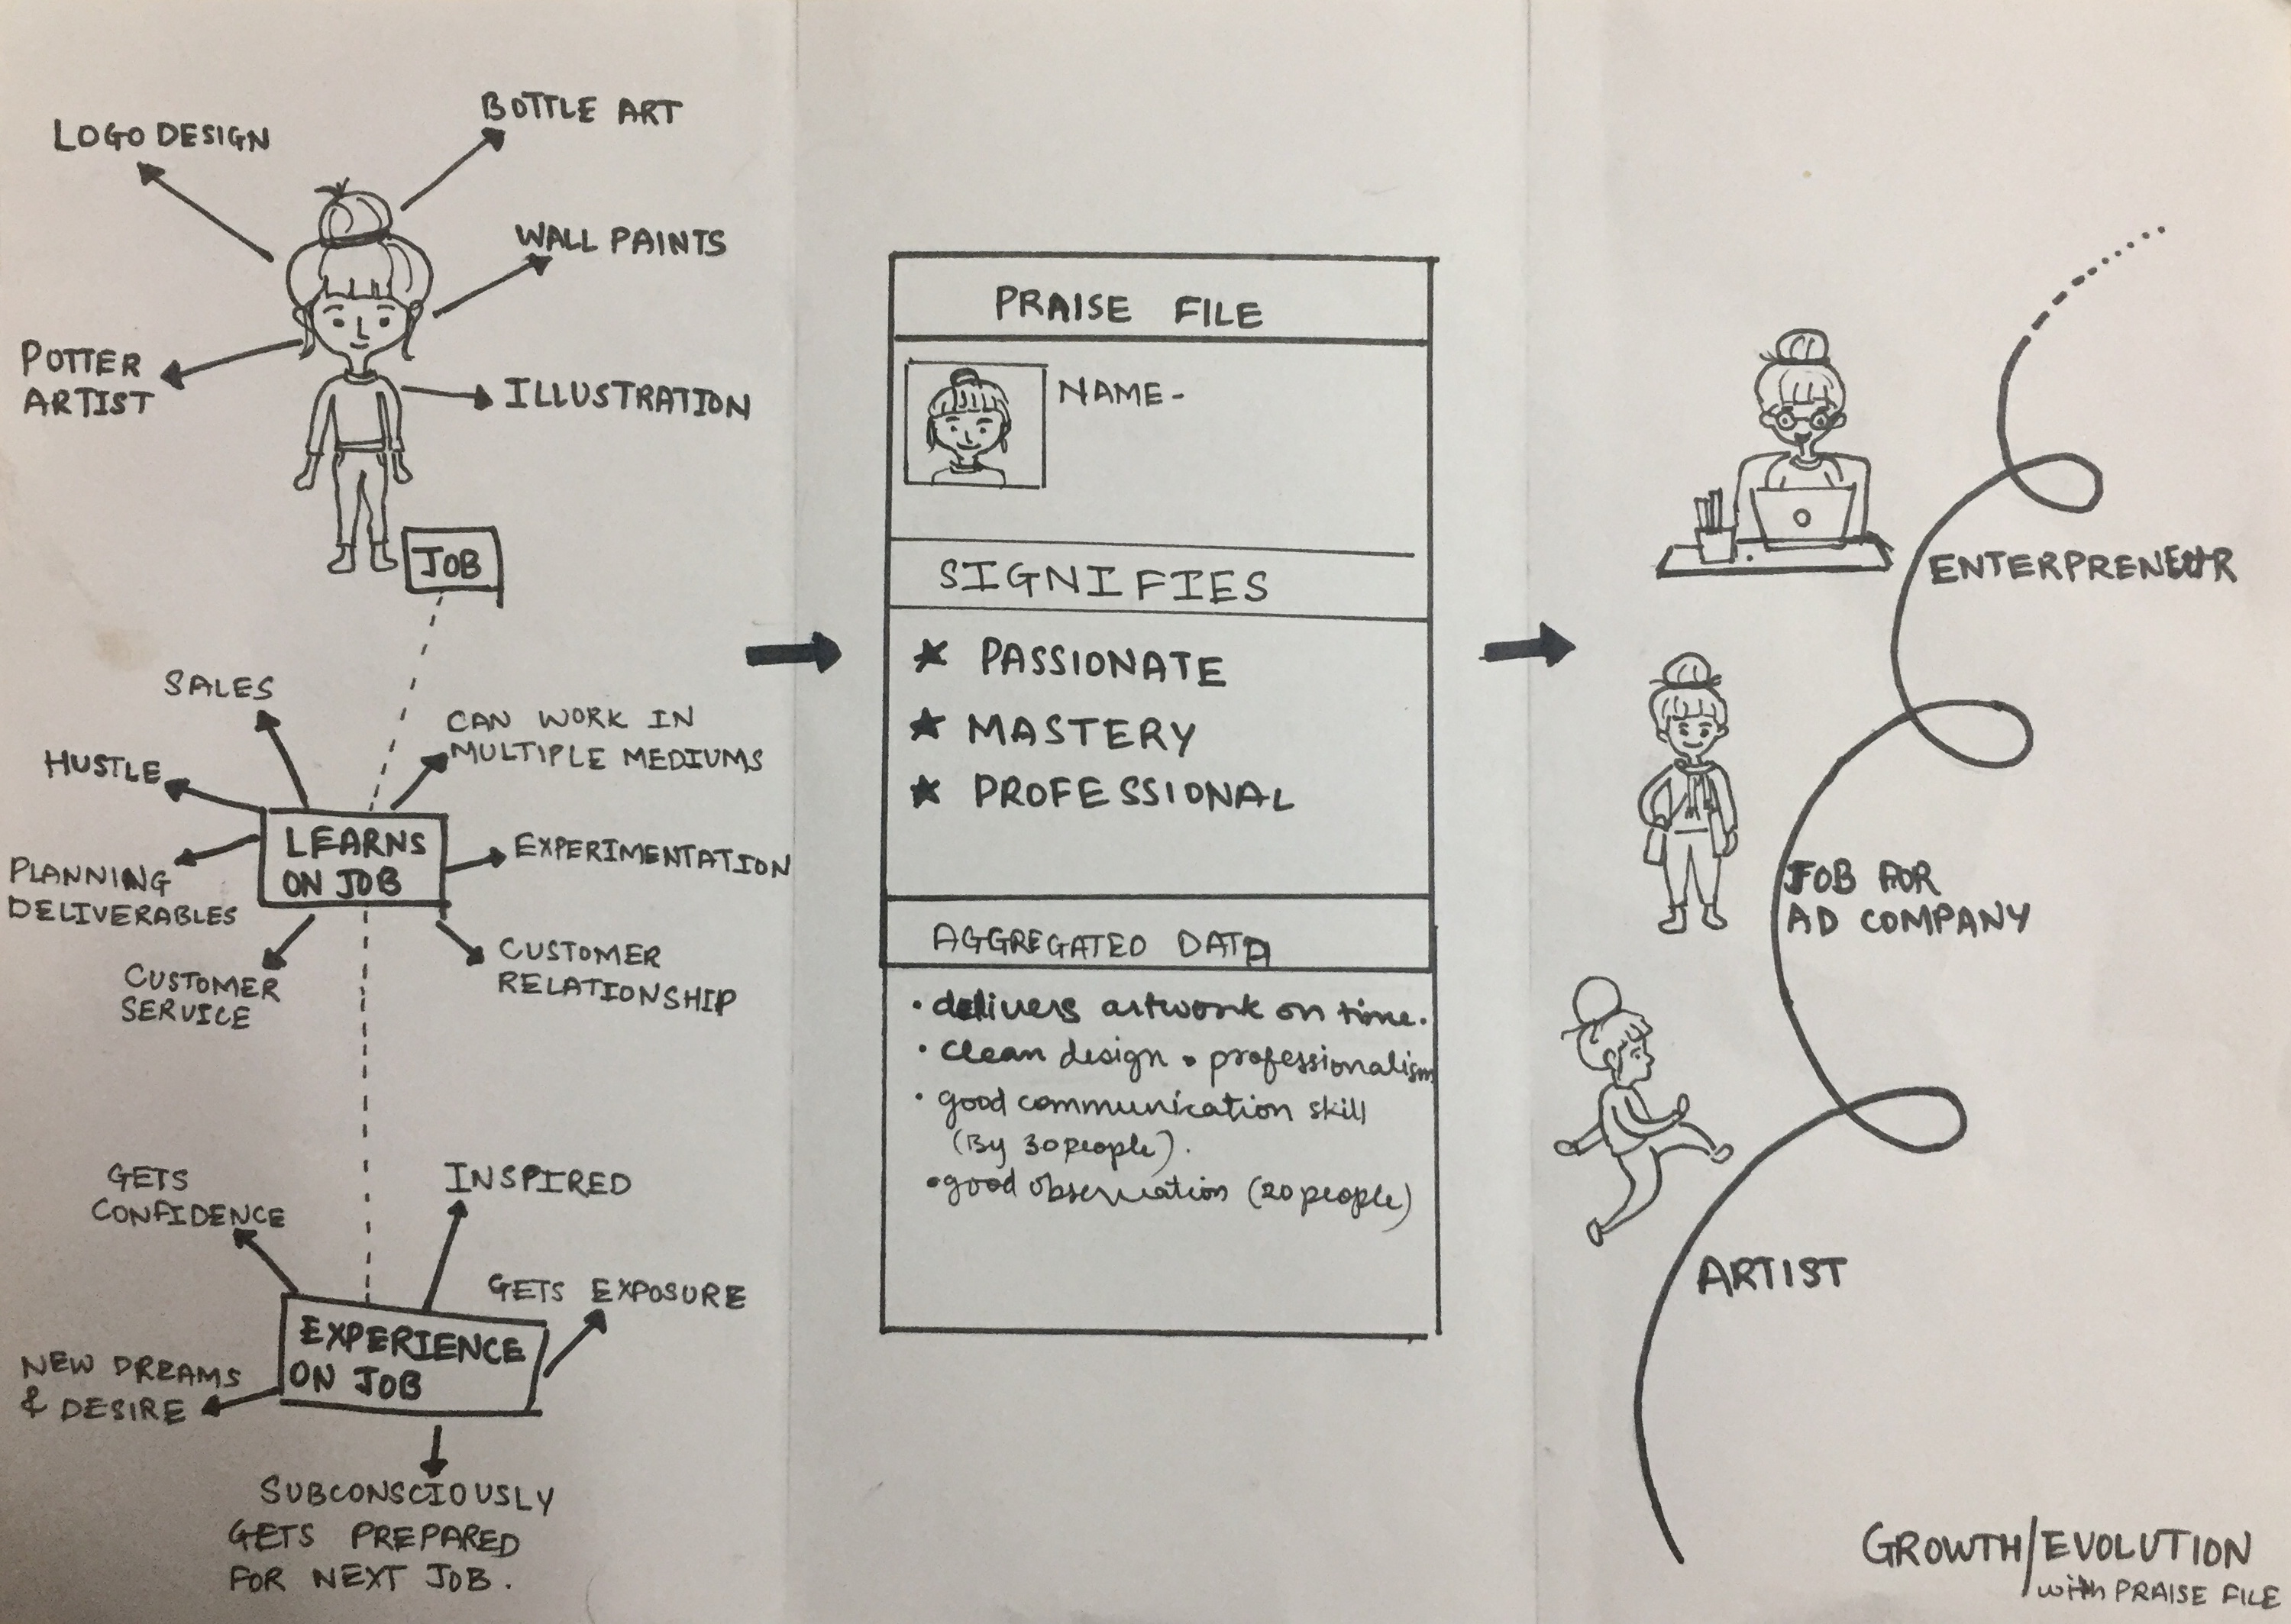 LOGO DESIGN
BOTTLE ART
WALL PAINTS
POTTER
ARTIST
ILLUSTRATION
JOB
SALES
CAN WORK IN
MULTIPLE MEDIUMS
HUSTLE
LEARNS
ON JOB
EXPERIMENTATION
PLANNING
DELIVERABLES
CUSTOMER
SERVICE
CUSTOMER
RELATIONSHIP
GETS
CONFIDENCE
INSPIRED
GETS EXPOSURE
EXPERIENCE
ON JOB
NEW DREAMS
& DESIRE
SUBCONSCIOUSLY
GETS PREPARED
FOR NEXT JOB.
PRAISE FILE
NAME-
SIGNIFIES
★ PASSIONATE
★ MASTERY
★ PROFESSIONAL
AGGREGATED DATA
• delivers artwork on time.
• clean design • professionalism
• good communication skill
(By 30 people).
• good observation (20 people)
ENTERPRENEUR
JOB FOR
AD COMPANY
ARTIST
GROWTH/EVOLUTION
with PRAISE FILE